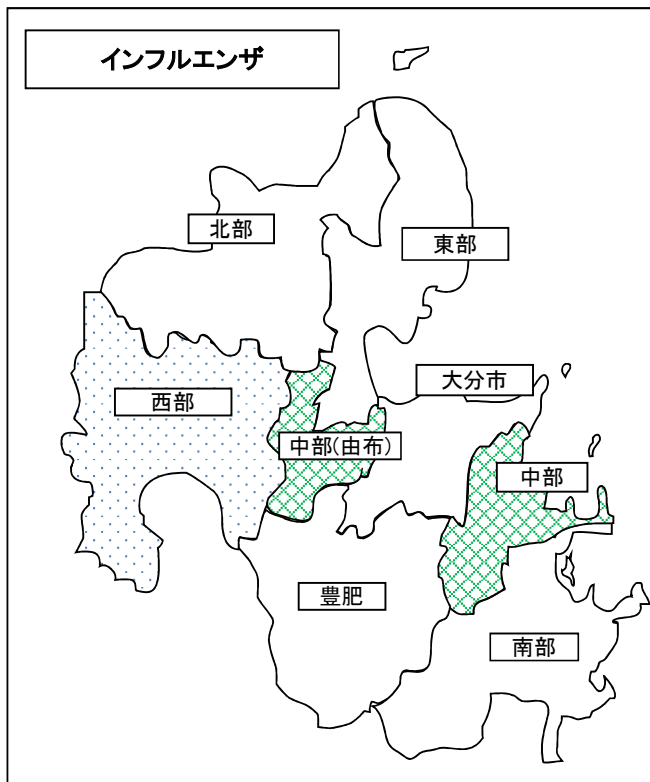 インフルエンザ
北部
東部
大分市
西部
中部(由布)
中部
豊肥
南部